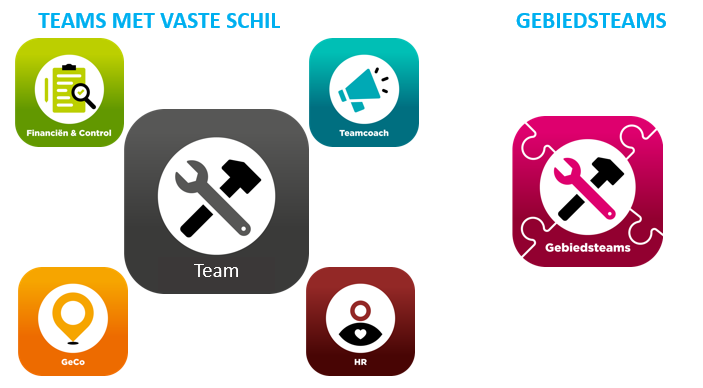 TEAMS MET VASTE SCHIL
GEBIEDSTEAMS
Financiën & Control
Teamcoach
Team
Gebiedsteams
GeCo
HR